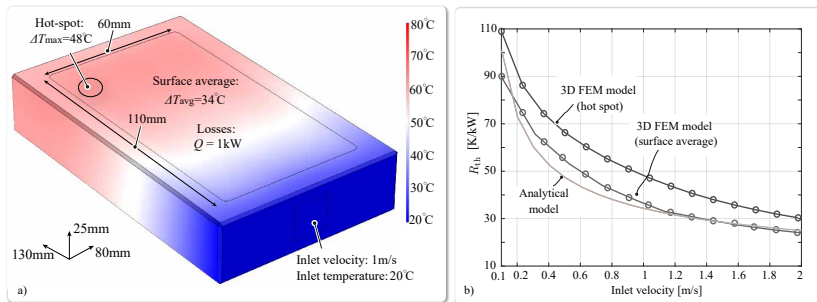 Hot-spot:
ΔTmax=48°C
60mm
Surface average:
ΔTavg=34°C
110mm
Losses:
Q = 1kW
25mm
130mm
80mm
Inlet velocity: 1m/s
Inlet temperature: 20°C
a)
80°C
70°C
60°C
50°C
40°C
30°C
20°C
110
90
70
50
30
10
Rth [K/kW]
3D FEM model
(hot spot)
3D FEM model
(surface average)
Analytical
model
0.1 0.2 0.4 0.6 0.8 1 1.2 1.4 1.6 1.8 2
Inlet velocity [m/s]
b)